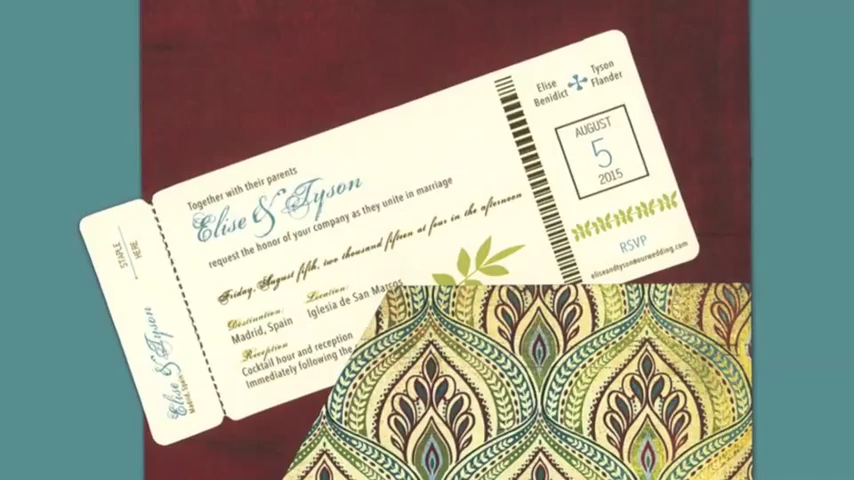 STAPLE
HERE
Elise & Tyson
Madrid, Spain
Together with their parents
Elise & Tyson
request the honor of your company as they unite in marriage
Friday, August fifth, two thousand fifteen at four in the afternoon
Destination:
Madrid, Spain
Location:
Iglesia de San Marcos
Reception
Cocktail hour and reception
Immediately following the
Elise
Benidict
Tyson
Flander
AUGUST
5
2015
RSVP
eliseandtyson@ourwedding.com